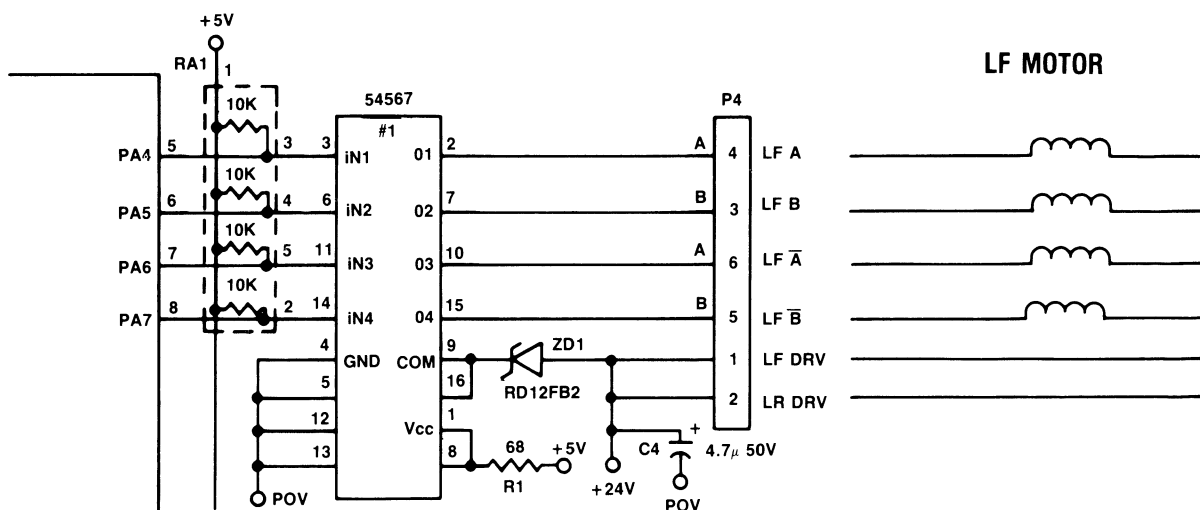 +5V
LF MOTOR
RA1
1
10K
54567
P4
#1
PA4 5 3 3 iN1 01 2 A 4 LF A
10K
PA5 6 4 6 iN2 02 7 B 3 LF B
10K
PA6 7 5 11 iN3 03 10 A 6 LF A̅
10K
PA7 8 2 14 iN4 04 15 B 5 LF B̅
4 GND COM 9 ZD1 1 LF DRV
5 16 RD12FB2 2 LR DRV
12 Vcc 1
C4 + 4.7μ 50V
13 8 68 +5V
R1
+24V
POV
POV